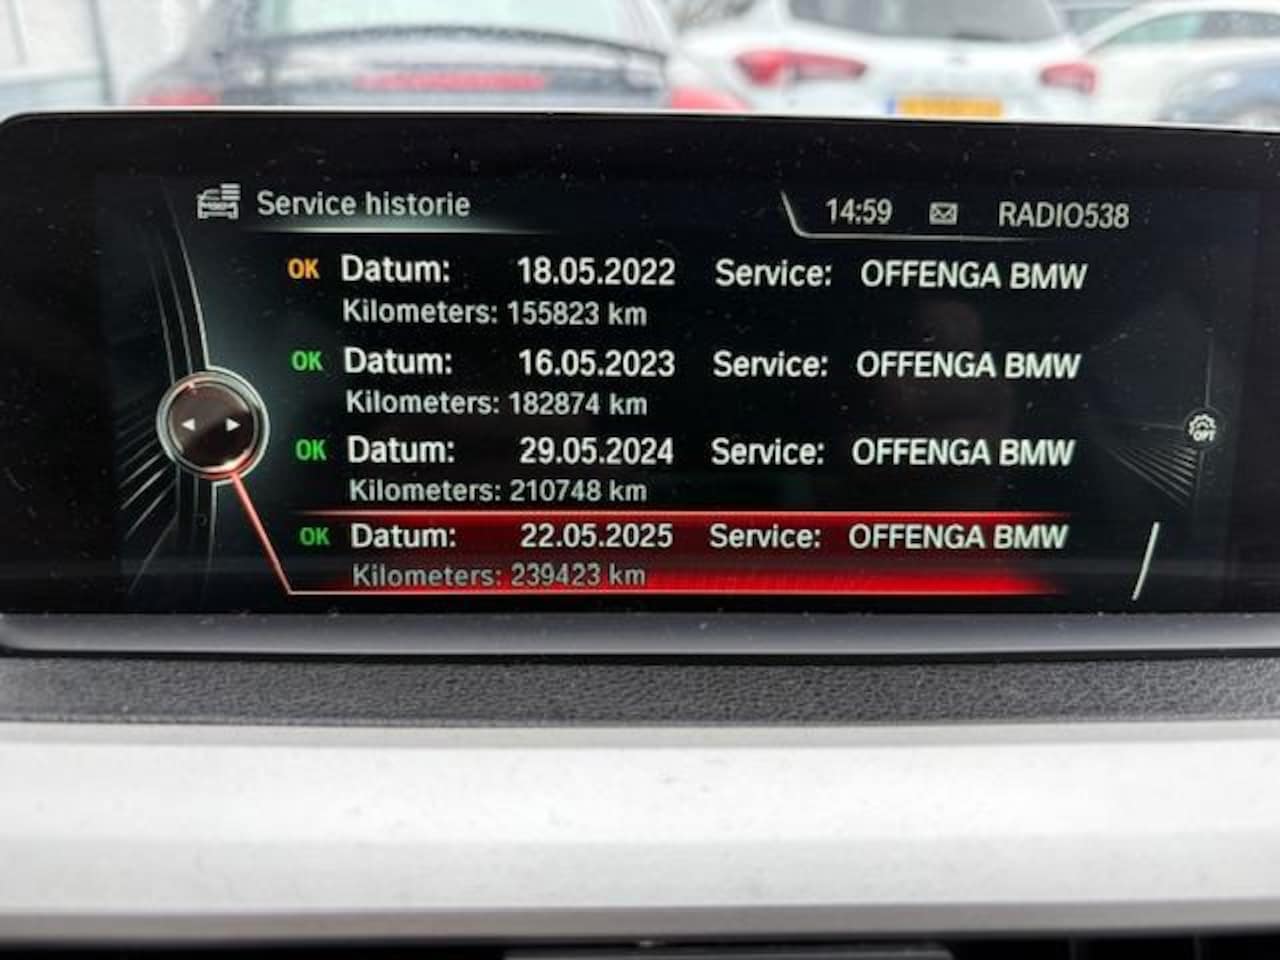 Service historie
14:59 RADIO538
OK Datum: 18.05.2022 Service: OFFENGA BMW
Kilometers: 155823 km
OK Datum: 16.05.2023 Service: OFFENGA BMW
Kilometers: 182874 km
OK Datum: 29.05.2024 Service: OFFENGA BMW
Kilometers: 210748 km
OPT
OK Datum: 22.05.2025 Service: OFFENGA BMW
Kilometers: 239423 km